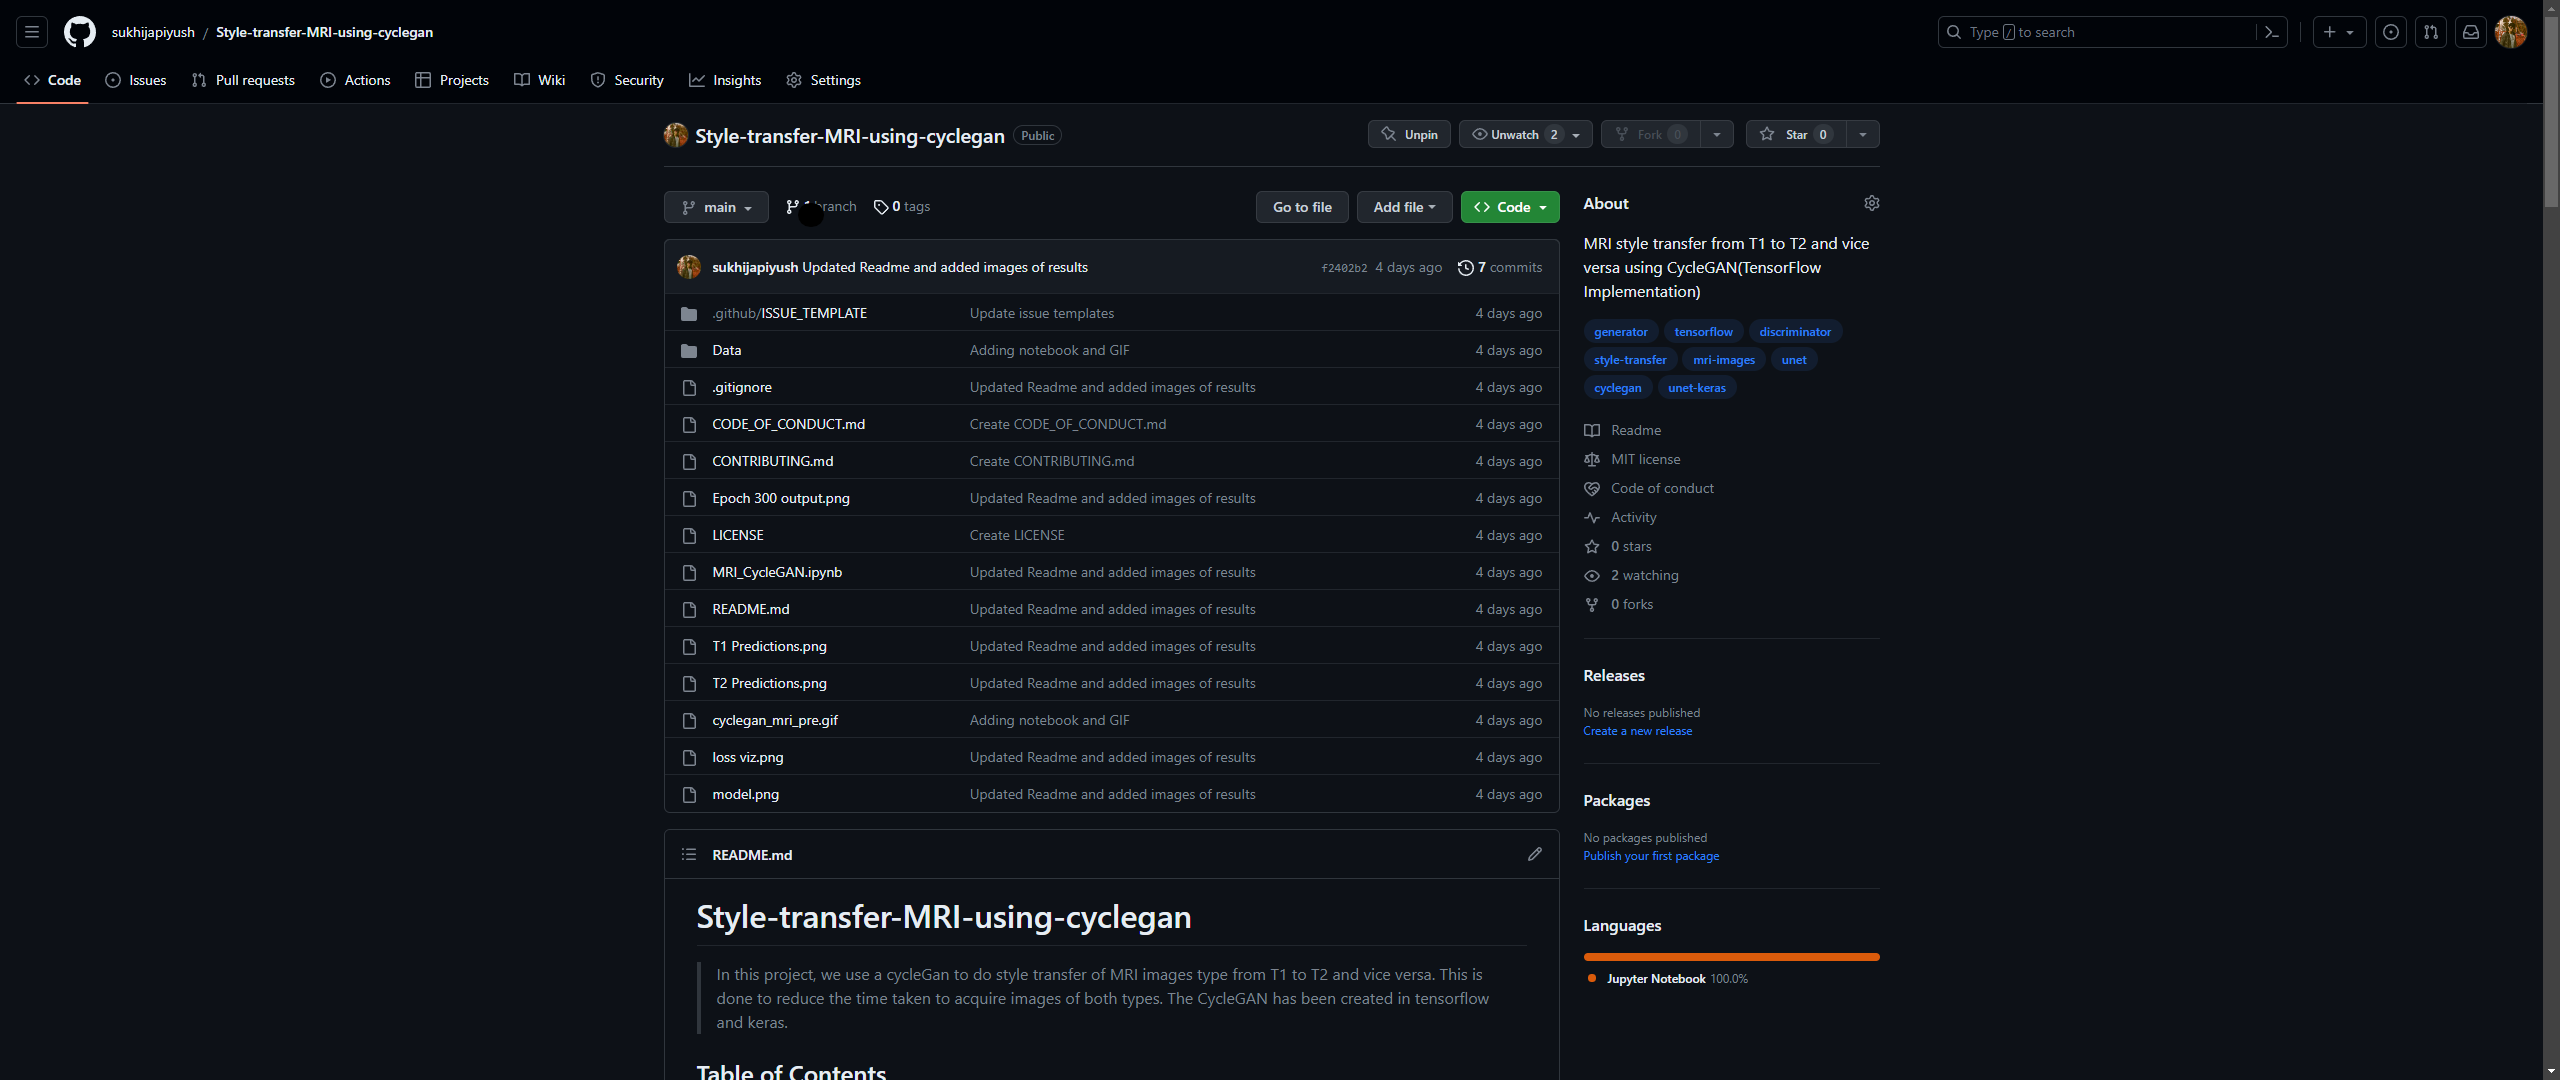 sukhijapiyush / Style-transfer-MRI-using-cyclegan
Type / to search
Code Issues Pull requests Actions Projects Wiki Security Insights Settings
Style-transfer-MRI-using-cyclegan Public
Unpin Unwatch 2 Fork 0 Star 0
main branch 0 tags Go to file Add file Code
sukhijapiyush Updated Readme and added images of results f2402b2 4 days ago 7 commits
.github/ISSUE_TEMPLATE Update issue templates 4 days ago
Data Adding notebook and GIF 4 days ago
.gitignore Updated Readme and added images of results 4 days ago
CODE_OF_CONDUCT.md Create CODE_OF_CONDUCT.md 4 days ago
CONTRIBUTING.md Create CONTRIBUTING.md 4 days ago
Epoch 300 output.png Updated Readme and added images of results 4 days ago
LICENSE Create LICENSE 4 days ago
MRI_CycleGAN.ipynb Updated Readme and added images of results 4 days ago
README.md Updated Readme and added images of results 4 days ago
T1 Predictions.png Updated Readme and added images of results 4 days ago
T2 Predictions.png Updated Readme and added images of results 4 days ago
cyclegan_mri_pre.gif Adding notebook and GIF 4 days ago
loss viz.png Updated Readme and added images of results 4 days ago
model.png Updated Readme and added images of results 4 days ago
README.md
Style-transfer-MRI-using-cyclegan
In this project, we use a cycleGan to do style transfer of MRI images type from T1 to T2 and vice versa. This is
done to reduce the time taken to acquire images of both types. The CycleGAN has been created in tensorflow
and keras.
Table of Contents
About
MRI style transfer from T1 to T2 and vice
versa using CycleGAN(TensorFlow
Implementation)
generator tensorflow discriminator
style-transfer mri-images unet
cyclegan unet-keras
Readme
MIT license
Code of conduct
Activity
0 stars
2 watching
0 forks
Releases
No releases published
Create a new release
Packages
No packages published
Publish your first package
Languages
Jupyter Notebook 100.0%